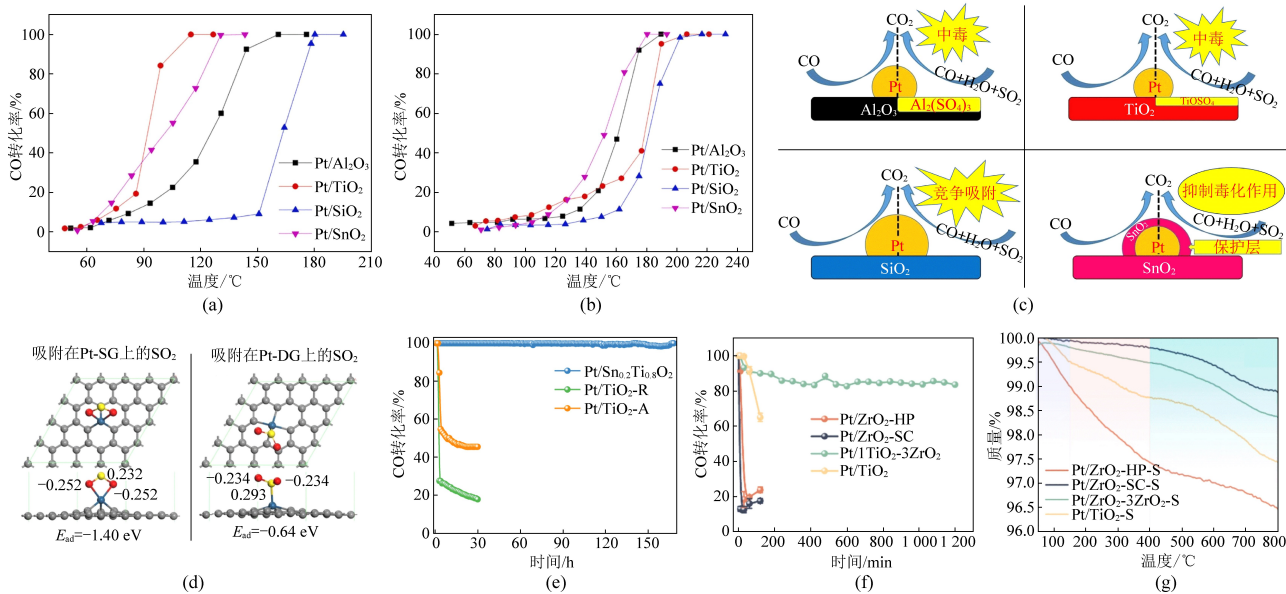 100
80
60
40
20
0
CO转化率/%
60
90
120
150
180
210
温度/℃
Pt/Al₂O₃
Pt/TiO₂
Pt/SiO₂
Pt/SnO₂
(a)
100
80
60
40
20
0
CO转化率/%
40
60
80
100
120
140
160
180
200
220
240
温度/℃
Pt/Al₂O₃
Pt/TiO₂
Pt/SiO₂
Pt/SnO₂
(b)
CO₂
中毒
CO
CO+H₂O+SO₂
Pt
Al₂O₃
Al₂(SO₄)₃
CO₂
中毒
CO
CO+H₂O+SO₂
Pt
TiO₂
TiOSO₄
CO₂
竞争吸附
CO
CO+H₂O+SO₂
Pt
SiO₂
CO₂
抑制毒化作用
CO
CO+H₂O+SO₂
SnO₂
Pt
保护层
SnO₂
(c)
吸附在Pt-SG上的SO₂
0.232
−0.252
−0.252
Ead=−1.40 eV
吸附在Pt-DG上的SO₂
−0.234
−0.234
0.293
Ead=−0.64 eV
(d)
100
80
60
40
20
0
CO转化率/%
0
30
60
90
120
150
时间/h
Pt/Sn₀.₂Ti₀.₈O₂
Pt/TiO₂-R
Pt/TiO₂-A
(e)
100
80
60
40
20
0
CO转化率/%
0
200
400
600
800
1 000
1 200
时间/min
Pt/ZrO₂-HP
Pt/ZrO₂-SC
Pt/1TiO₂-3ZrO₂
Pt/TiO₂
(f)
100.0
99.5
99.0
98.5
98.0
97.5
97.0
96.5
96.0
质量/%
100
200
300
400
500
600
700
800
温度/℃
Pt/ZrO₂-HP-S
Pt/ZrO₂-SC-S
Pt/ZrO₂-3ZrO₂-S
Pt/TiO₂-S
(g)